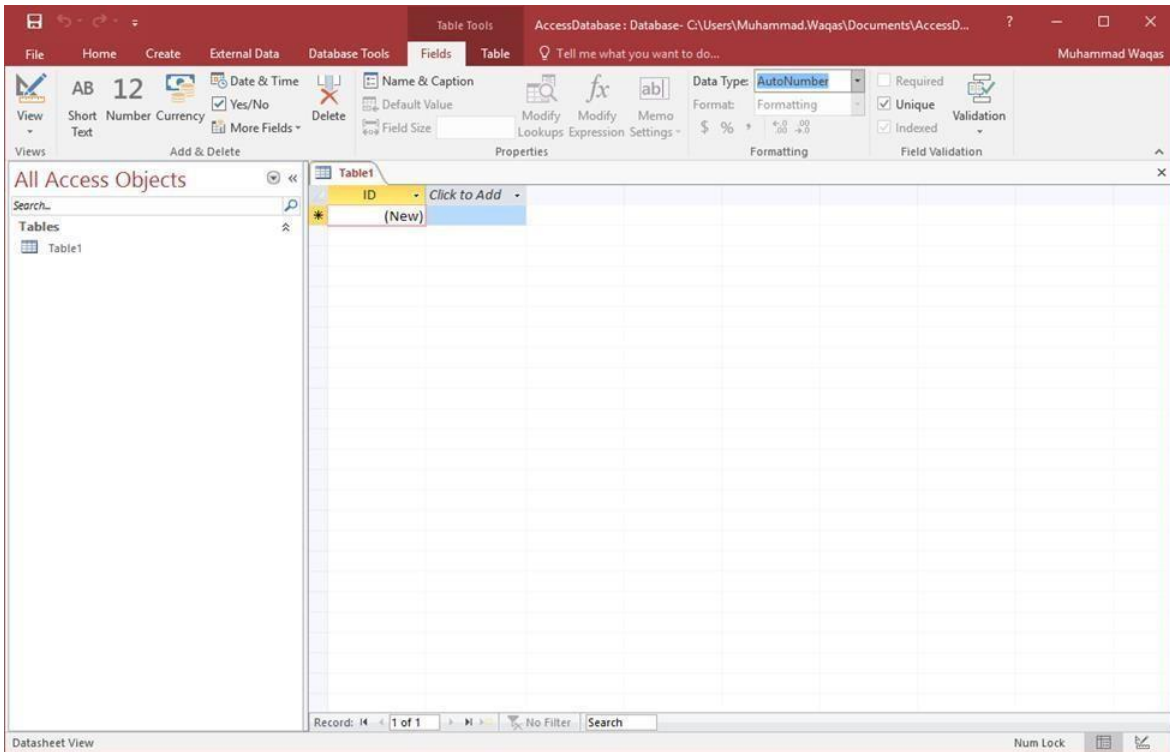 Table Tools AccessDatabase : Database- C:\Users\Muhammad.Waqas\Documents\AccessD... ?
File Home Create External Data Database Tools Fields Table Tell me what you want to do... Muhammad Waqas
View
Views
AB 12
Short Text Number Currency
Date & Time
Yes/No
More Fields
Add & Delete
Delete
Name & Caption
Default Value
Field Size
Modify Lookups
fx
Modify Expression
ab
Memo Settings
Properties
Data Type: AutoNumber
Format: Formatting
$ % , .0 .00 .00 .0
Formatting
Required
Unique
Indexed
Validation
Field Validation
All Access Objects
Search...
Tables
Table1
Table1
ID Click to Add
(New)
Record: 1 of 1 No Filter Search
Datasheet View Num Lock